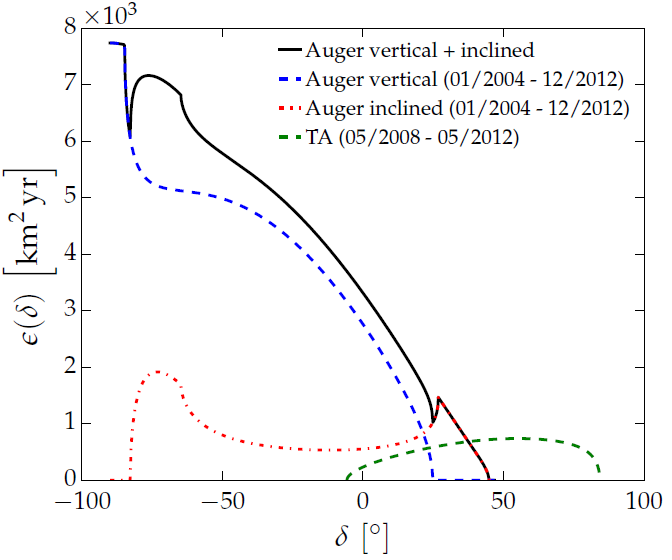 ×10³
8
7
6
5
4
3
2
1
0
ϵ(δ) [km² yr]
Auger vertical + inclined
Auger vertical (01/2004 - 12/2012)
Auger inclined (01/2004 - 12/2012)
TA (05/2008 - 05/2012)
−100 −50 0 50 100
δ [°]